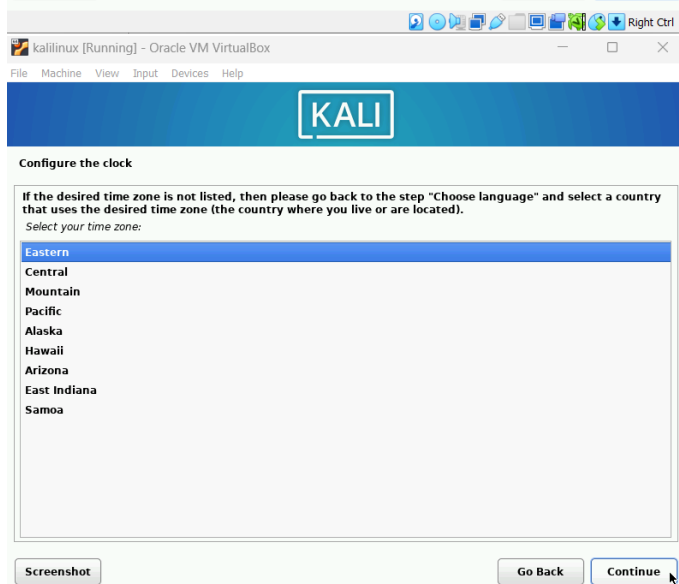 Right Ctrl
kalilinux [Running] - Oracle VM VirtualBox
File Machine View Input Devices Help
KALI
Configure the clock
If the desired time zone is not listed, then please go back to the step "Choose language" and select a country
that uses the desired time zone (the country where you live or are located).
Select your time zone:
Eastern
Central
Mountain
Pacific
Alaska
Hawaii
Arizona
East Indiana
Samoa
Screenshot Go Back Continue